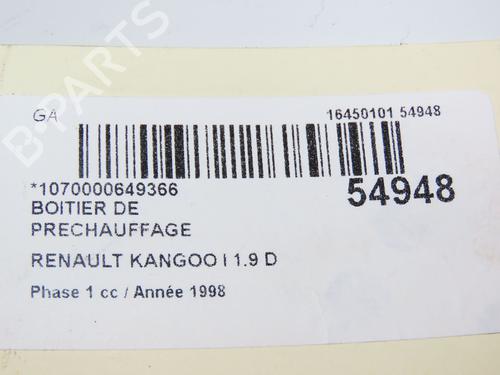 GA
16450101 54948
*1070000649366
54948
BOITIER DE
PRECHAUFFAGE
RENAULT KANGOO I 1.9 D
Phase 1 cc / Année 1998
B-PARTS